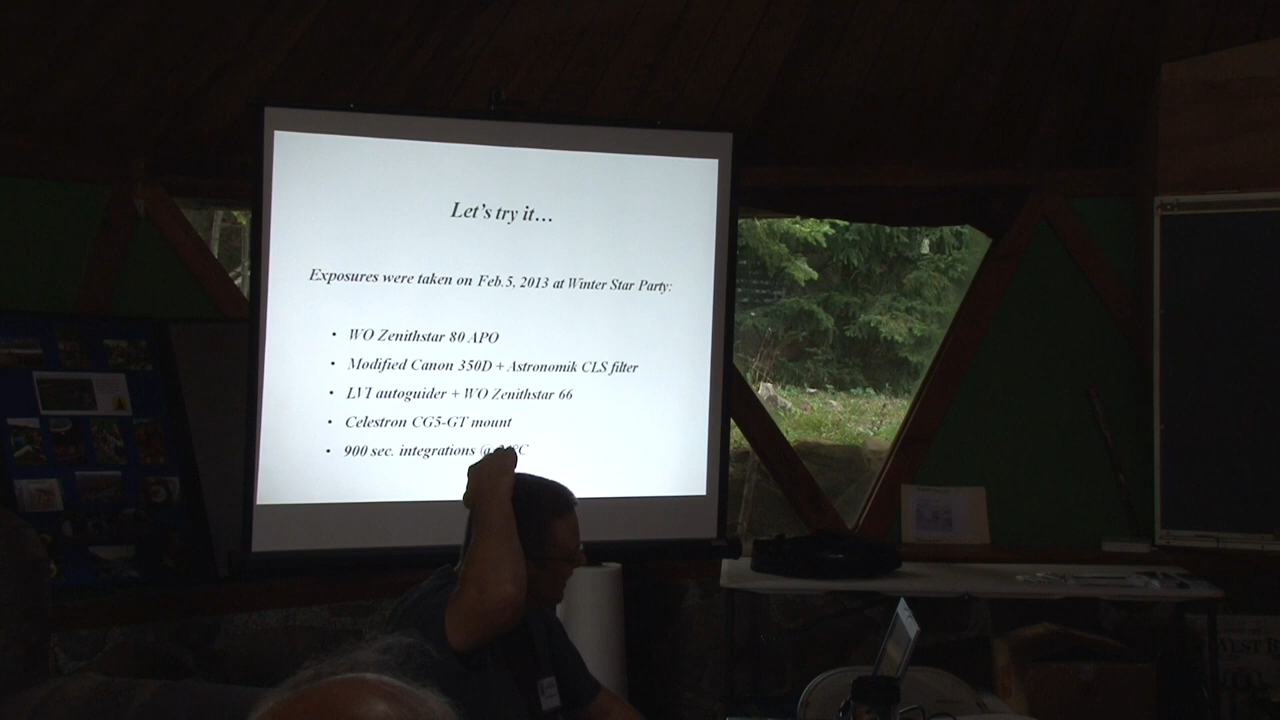 Let's try it…
Exposures were taken on Feb.5, 2013 at Winter Star Party:
• WO Zenithstar 80 APO
• Modified Canon 350D + Astronomik CLS filter
• LVI autoguider + WO Zenithstar 66
• Celestron CG5-GT mount
• 900 sec. integrations @